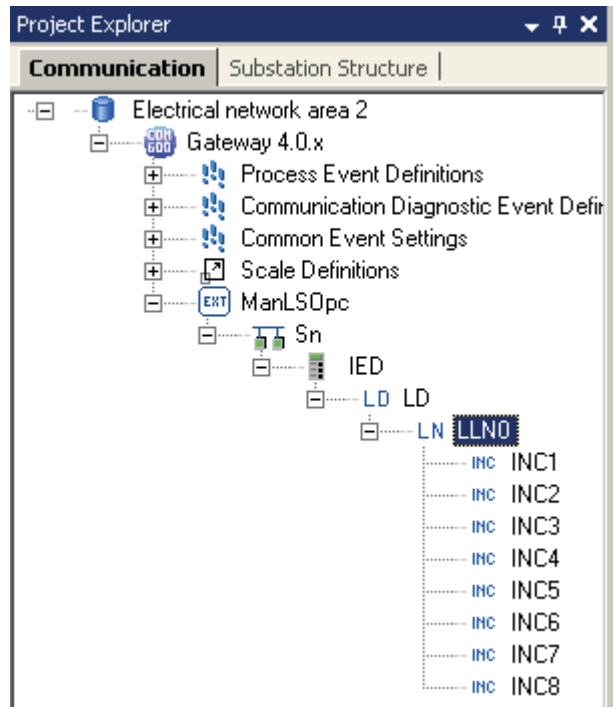 Project Explorer
Communication Substation Structure
Electrical network area 2
COM 600 Gateway 4.0.x
Process Event Definitions
Communication Diagnostic Event Defir
Common Event Settings
Scale Definitions
EXT ManLSOpc
Sn
IED
LD LD
LN LLN0
INC INC1
INC INC2
INC INC3
INC INC4
INC INC5
INC INC6
INC INC7
INC INC8